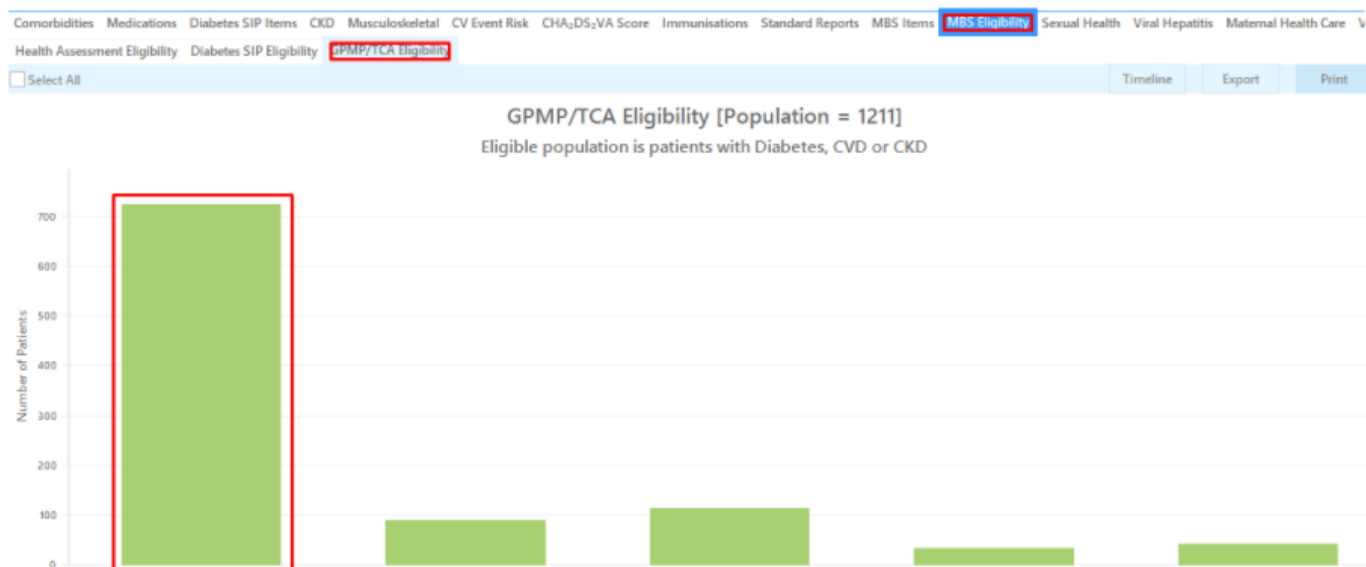 Comorbidities Medications Diabetes SIP Items CKD Musculoskeletal CV Event Risk CHA₂DS₂VA Score Immunisations Standard Reports MBS Items MBS Eligibility Sexual Health Viral Hepatitis Maternal Health Care
Health Assessment Eligibility Diabetes SIP Eligibility GPMP/TCA Eligibility
Select All Timeline Export Print
GPMP/TCA Eligibility [Population = 1211]
Eligible population is patients with Diabetes, CVD or CKD
Number of Patients
700
600
500
400
300
200
100
0